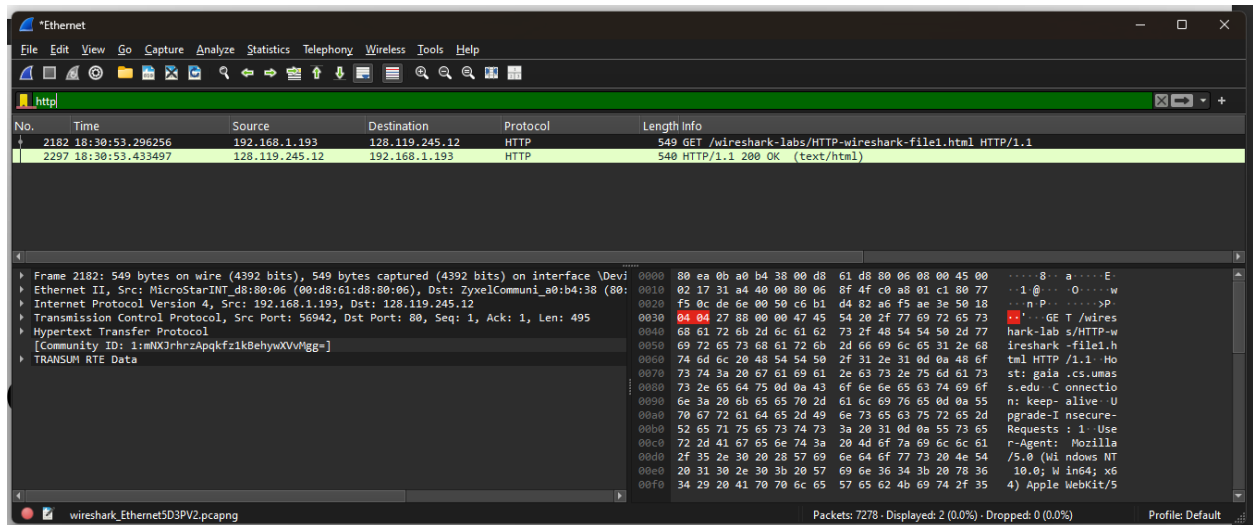 *Ethernet
File Edit View Go Capture Analyze Statistics Telephony Wireless Tools Help
http
No. Time Source Destination Protocol Length Info
2182 18:30:53.296256 192.168.1.193 128.119.245.12 HTTP 549 GET /wireshark-labs/HTTP-wireshark-file1.html HTTP/1.1
2297 18:30:53.433497 128.119.245.12 192.168.1.193 HTTP 540 HTTP/1.1 200 OK (text/html)
Frame 2182: 549 bytes on wire (4392 bits), 549 bytes captured (4392 bits) on interface \Devi
Ethernet II, Src: MicroStarINT_d8:80:06 (00:d8:61:d8:80:06), Dst: ZyxelCommuni_a0:b4:38 (80:
Internet Protocol Version 4, Src: 192.168.1.193, Dst: 128.119.245.12
Transmission Control Protocol, Src Port: 56942, Dst Port: 80, Seq: 1, Ack: 1, Len: 495
Hypertext Transfer Protocol
[Community ID: 1:mNXJrhrzApqkfz1kBehywXVvMgg=]
TRANSUM RTE Data
0000 80 ea 0b a0 b4 38 00 d8 61 d8 80 06 08 00 45 00 ·····8·· a·····E·
0010 02 17 31 a4 40 00 80 06 8f 4f c0 a8 01 c1 80 77 ··1·@··· ·O·····w
0020 f5 0c de 6e 00 50 c6 b1 d4 82 a6 f5 ae 3e 50 18 ···n·P·· ·····>P·
0030 04 04 27 88 00 00 47 45 54 20 2f 77 69 72 65 73 ··'···GE T /wires
0040 68 61 72 6b 2d 6c 61 62 73 2f 48 54 54 50 2d 77 hark-lab s/HTTP-w
0050 69 72 65 73 68 61 72 6b 2d 66 69 6c 65 31 2e 68 ireshark -file1.h
0060 74 6d 6c 20 48 54 54 50 2f 31 2e 31 0d 0a 48 6f tml HTTP /1.1··Ho
0070 73 74 3a 20 67 61 69 61 2e 63 73 2e 75 6d 61 73 st: gaia .cs.umas
0080 73 2e 65 64 75 0d 0a 43 6f 6e 6e 65 63 74 69 6f s.edu··C onnectio
0090 6e 3a 20 6b 65 65 70 2d 61 6c 69 76 65 0d 0a 55 n: keep- alive··U
00a0 70 67 72 61 64 65 2d 49 6e 73 65 63 75 72 65 2d pgrade-I nsecure-
00b0 52 65 71 75 65 73 74 73 3a 20 31 0d 0a 55 73 65 Requests : 1··Use
00c0 72 2d 41 67 65 6e 74 3a 20 4d 6f 7a 69 6c 6c 61 r-Agent: Mozilla
00d0 2f 35 2e 30 20 28 57 69 6e 64 6f 77 73 20 4e 54 /5.0 (Wi ndows NT
00e0 20 31 30 2e 30 3b 20 57 69 6e 36 34 3b 20 78 36 10.0; W in64; x6
00f0 34 29 20 41 70 70 6c 65 57 65 62 4b 69 74 2f 35 4) Apple WebKit/5
wireshark_Ethernet5D3PV2.pcapng Packets: 7278 · Displayed: 2 (0.0%) · Dropped: 0 (0.0%) Profile: Default